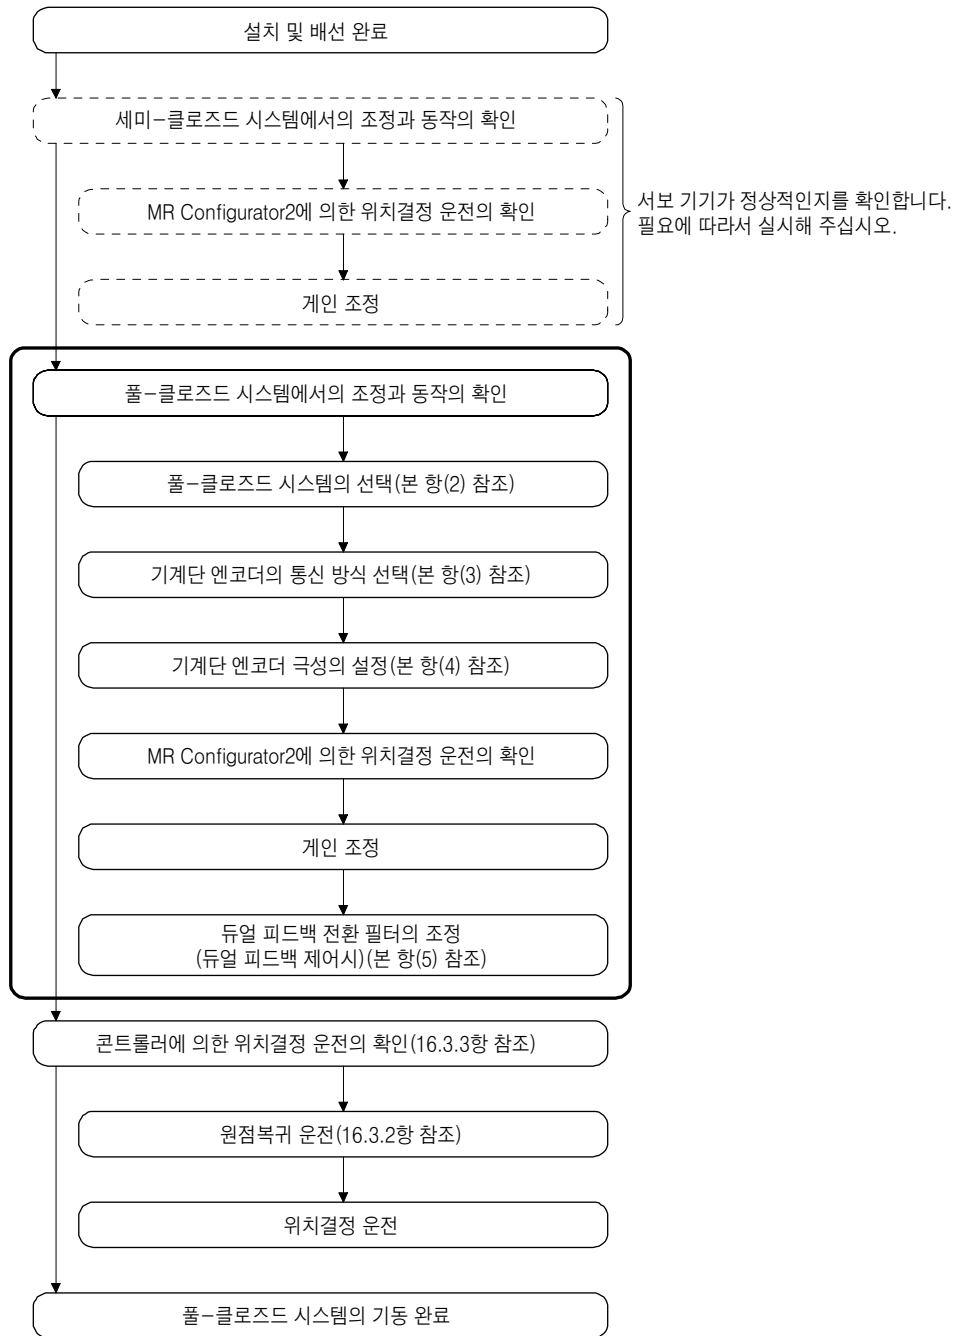 설치 및 배선 완료
세미-클로즈드 시스템에서의 조정과 동작의 확인
MR Configurator2에 의한 위치결정 운전의 확인
게인 조정
서보 기기가 정상적인지를 확인합니다.
필요에 따라서 실시해 주십시오.
풀-클로즈드 시스템에서의 조정과 동작의 확인
풀-클로즈드 시스템의 선택(본 항(2) 참조)
기계단 엔코더의 통신 방식 선택(본 항(3) 참조)
기계단 엔코더 극성의 설정(본 항(4) 참조)
MR Configurator2에 의한 위치결정 운전의 확인
게인 조정
듀얼 피드백 전환 필터의 조정
(듀얼 피드백 제어시)(본 항(5) 참조)
콘트롤러에 의한 위치결정 운전의 확인(16.3.3항 참조)
원점복귀 운전(16.3.2항 참조)
위치결정 운전
풀-클로즈드 시스템의 기동 완료